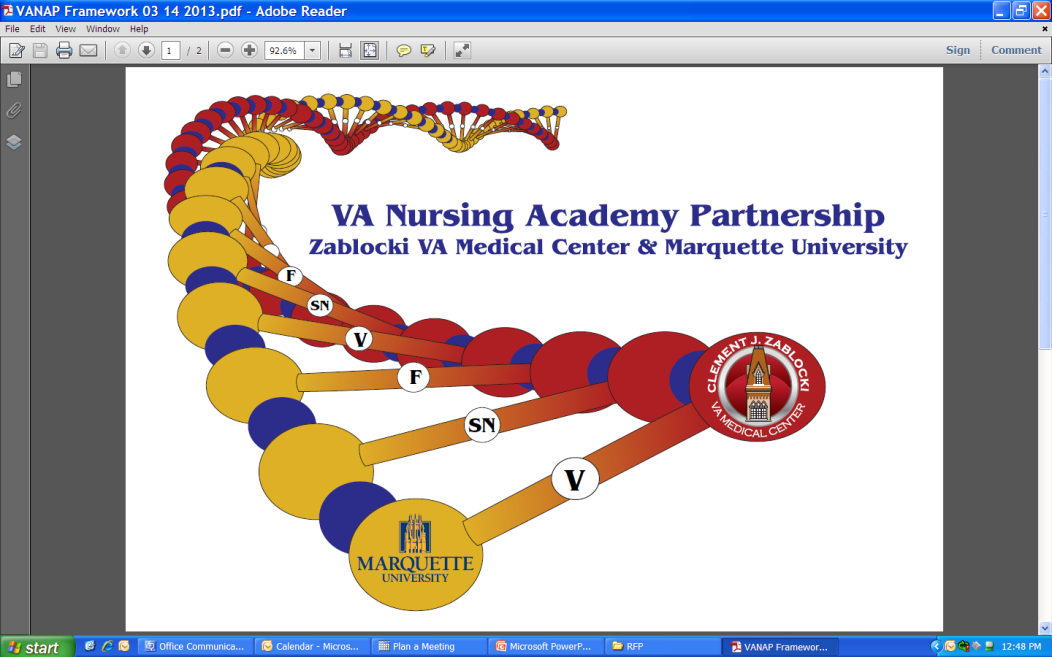 VANAP Framework 03 14 2013.pdf - Adobe Reader
File Edit View Window Help
1 / 2 92.6% Sign Comment
VA Nursing Academy Partnership
Zablocki VA Medical Center & Marquette University
F
SN
V
F
SN
V
CLEMENT J. ZABLOCKI
VA MEDICAL CENTER
MARQUETTE
UNIVERSITY
start Office Communica... Calendar - Micros... Plan a Meeting Microsoft PowerP... RFP VANAP Framewor... 12:48 PM